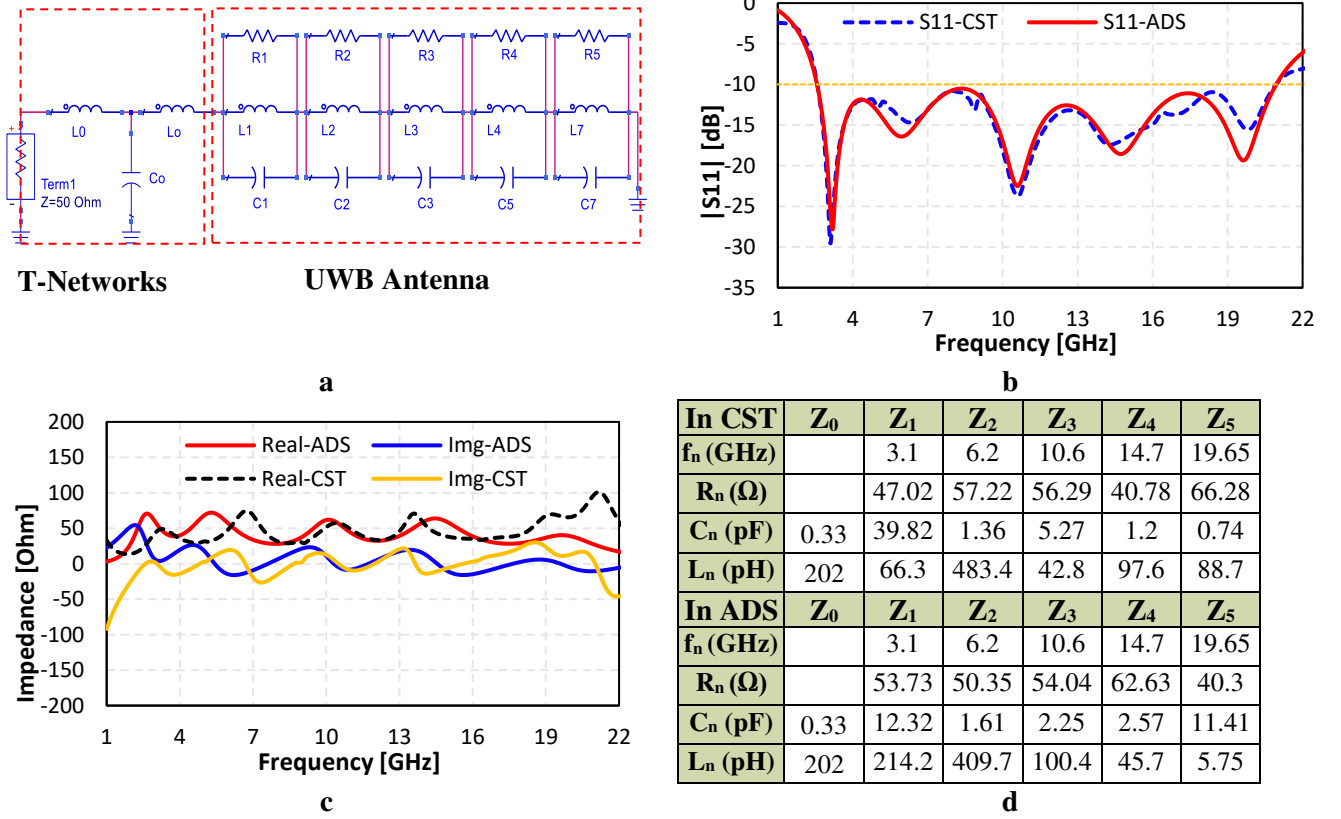 R1 R2 R3 R4 R5
L0 Lo L1 L2 L3 L4 L7
+
Term1
Z=50 Ohm
-
Co C1 C2 C3 C5 C7
T-Networks UWB Antenna
a
S11-CST S11-ADS
|S11| [dB]
0
-5
-10
-15
-20
-25
-30
-35
1 4 7 10 13 16 19 22
Frequency [GHz]
b
Real-ADS Img-ADS
Real-CST Img-CST
Impedance [Ohm]
200
150
100
50
0
-50
-100
-150
-200
1 4 7 10 13 16 19 22
Frequency [GHz]
c
In CST Z0 Z1 Z2 Z3 Z4 Z5
fn (GHz) 3.1 6.2 10.6 14.7 19.65
Rn (Ω) 47.02 57.22 56.29 40.78 66.28
Cn (pF) 0.33 39.82 1.36 5.27 1.2 0.74
Ln (pH) 202 66.3 483.4 42.8 97.6 88.7
In ADS Z0 Z1 Z2 Z3 Z4 Z5
fn (GHz) 3.1 6.2 10.6 14.7 19.65
Rn (Ω) 53.73 50.35 54.04 62.63 40.3
Cn (pF) 0.33 12.32 1.61 2.25 2.57 11.41
Ln (pH) 202 214.2 409.7 100.4 45.7 5.75
d